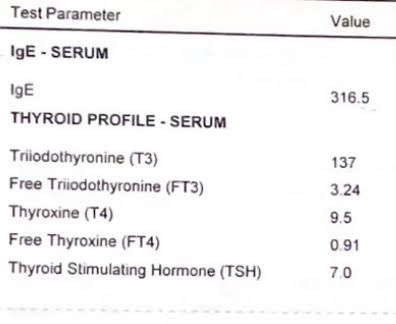 Test Parameter Value
IgE - SERUM
IgE 316.5
THYROID PROFILE - SERUM
Triiodothyronine (T3) 137
Free Triiodothyronine (FT3) 3.24
Thyroxine (T4) 9.5
Free Thyroxine (FT4) 0.91
Thyroid Stimulating Hormone (TSH) 7.0